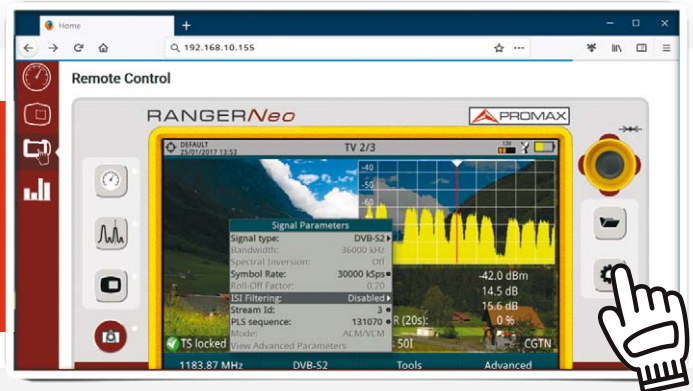 Home
192.168.10.155
Remote Control
RANGERNeo
PROMAX
DEFAULT
25/01/2017 13:53
TV 2/3
13V
-40
-50
-60
Signal Parameters
Signal type: DVB-S2
Bandwidth: 36000 kHz
Spectral Inversion: Off
Symbol Rate: 30000 kSps
Roll-Off Factor: 0.20
ISI Filtering: Disabled
Stream Id: 3
PLS sequence: 131070
Mode: ACM/VCM
View Advanced Parameters
-42.0 dBm
14.5 dB
15.6 dB
R (20s): 0 %
TS locked
50I
CGTN
1183.87 MHz DVB-S2 Tools Advanced